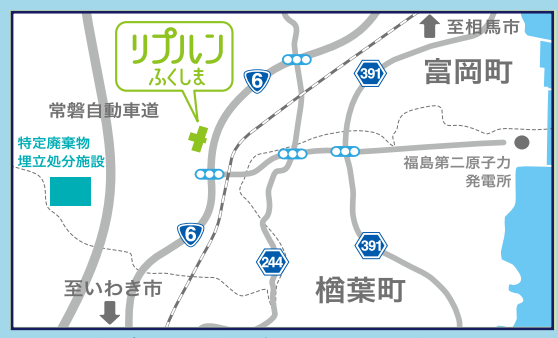 至相馬市
リプルン
ふくしま
6
391
富岡町
常磐自動車道
特定廃棄物
埋立処分施設
福島第二原子力
発電所
6
391
244
楢葉町
至いわき市